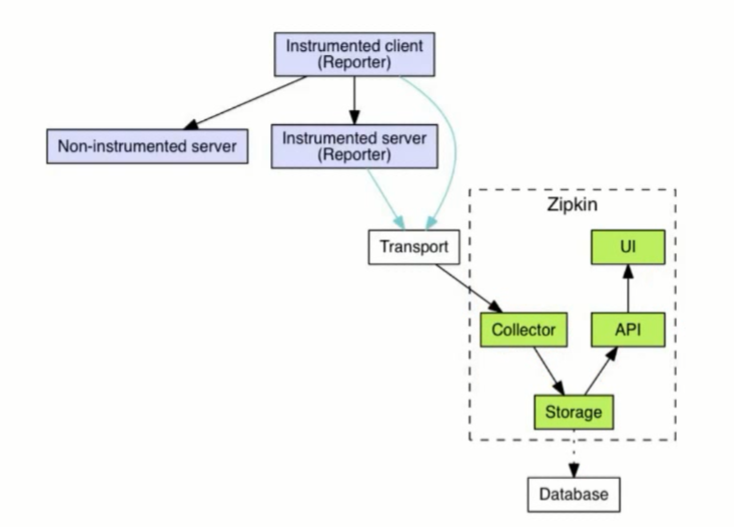 Instrumented client
(Reporter)
Non-instrumented server
Instrumented server
(Reporter)
Zipkin
Transport
UI
Collector
API
Storage
Database